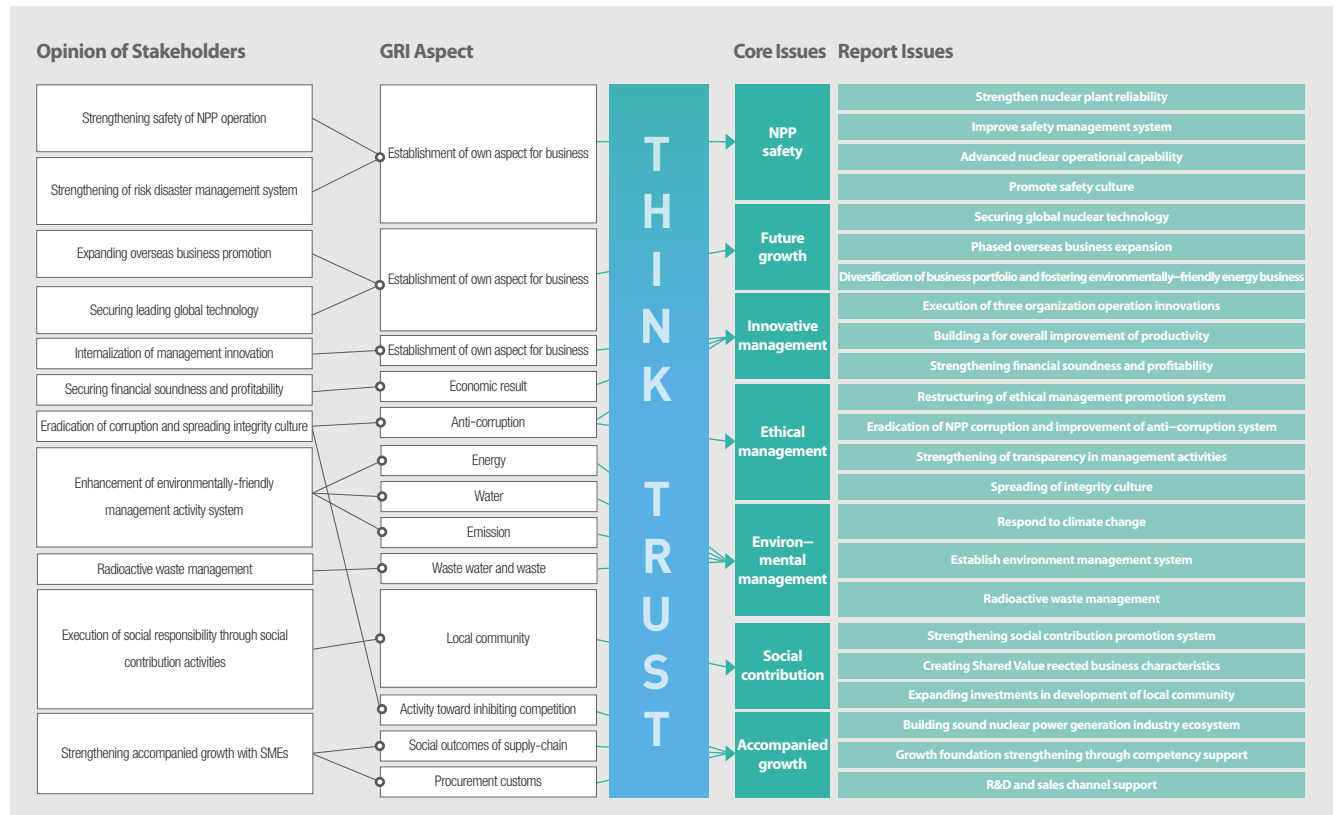 Opinion of Stakeholders
GRI Aspect
Core Issues
Report Issues
Strengthening safety of NPP operation
Strengthening of risk disaster management system
Expanding overseas business promotion
Securing leading global technology
Internalization of management innovation
Securing financial soundness and profitability
Eradication of corruption and spreading integrity culture
Enhancement of environmentally-friendly
management activity system
Radioactive waste management
Execution of social responsibility through social
contribution activities
Strengthening accompanied growth with SMEs
Establishment of own aspect for business
Establishment of own aspect for business
Establishment of own aspect for business
Economic result
Anti-corruption
Energy
Water
Emission
Waste water and waste
Local community
Activity toward inhibiting competition
Social outcomes of supply-chain
Procurement customs
THINK TRUST
NPP
safety
Future
growth
Innovative
management
Ethical
management
Environ–
mental
management
Social
contribution
Accompanied
growth
Strengthen nuclear plant reliability
Improve safety management system
Advanced nuclear operational capability
Promote safety culture
Securing global nuclear technology
Phased overseas business expansion
Diversification of business portfolio and fostering environmentally–friendly energy business
Execution of three organization operation innovations
Building a for overall improvement of productivity
Strengthening financial soundness and profitability
Restructuring of ethical management promotion system
Eradication of NPP corruption and improvement of anti–corruption system
Strengthening of transparency in management activities
Spreading of integrity culture
Respond to climate change
Establish environment management system
Radioactive waste management
Strengthening social contribution promotion system
Creating Shared Value reected business characteristics
Expanding investments in development of local community
Building sound nuclear power generation industry ecosystem
Growth foundation strengthening through competency support
R&D and sales channel support